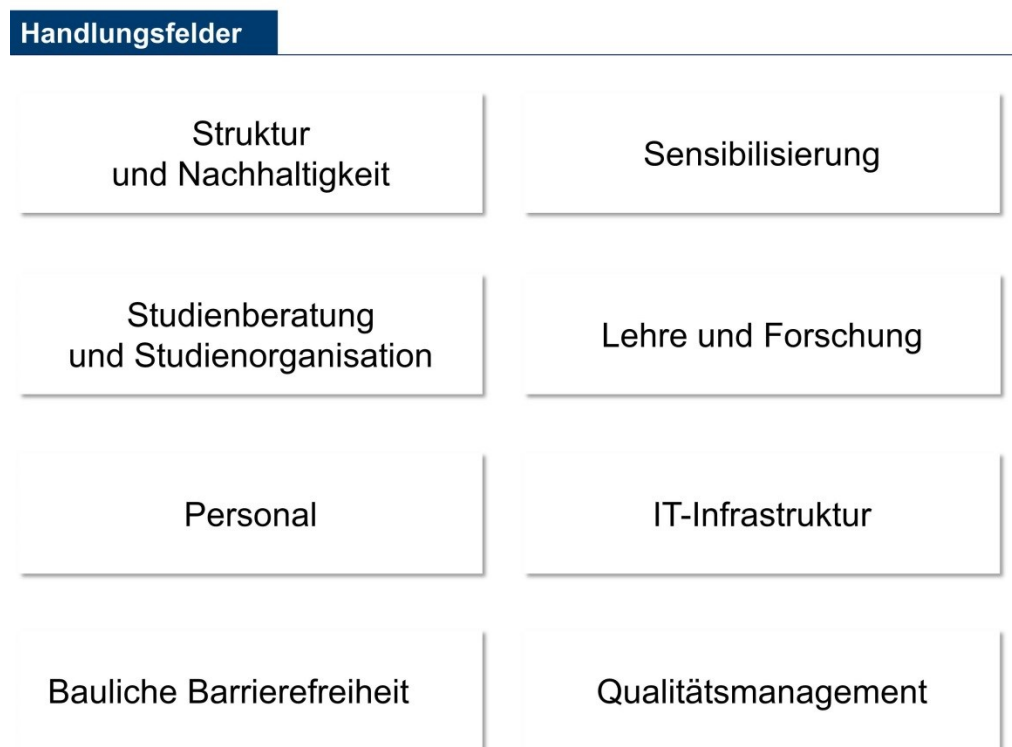 Handlungsfelder
Struktur
und Nachhaltigkeit
Sensibilisierung
Studienberatung
und Studienorganisation
Lehre und Forschung
Personal
IT-Infrastruktur
Bauliche Barrierefreiheit
Qualitätsmanagement